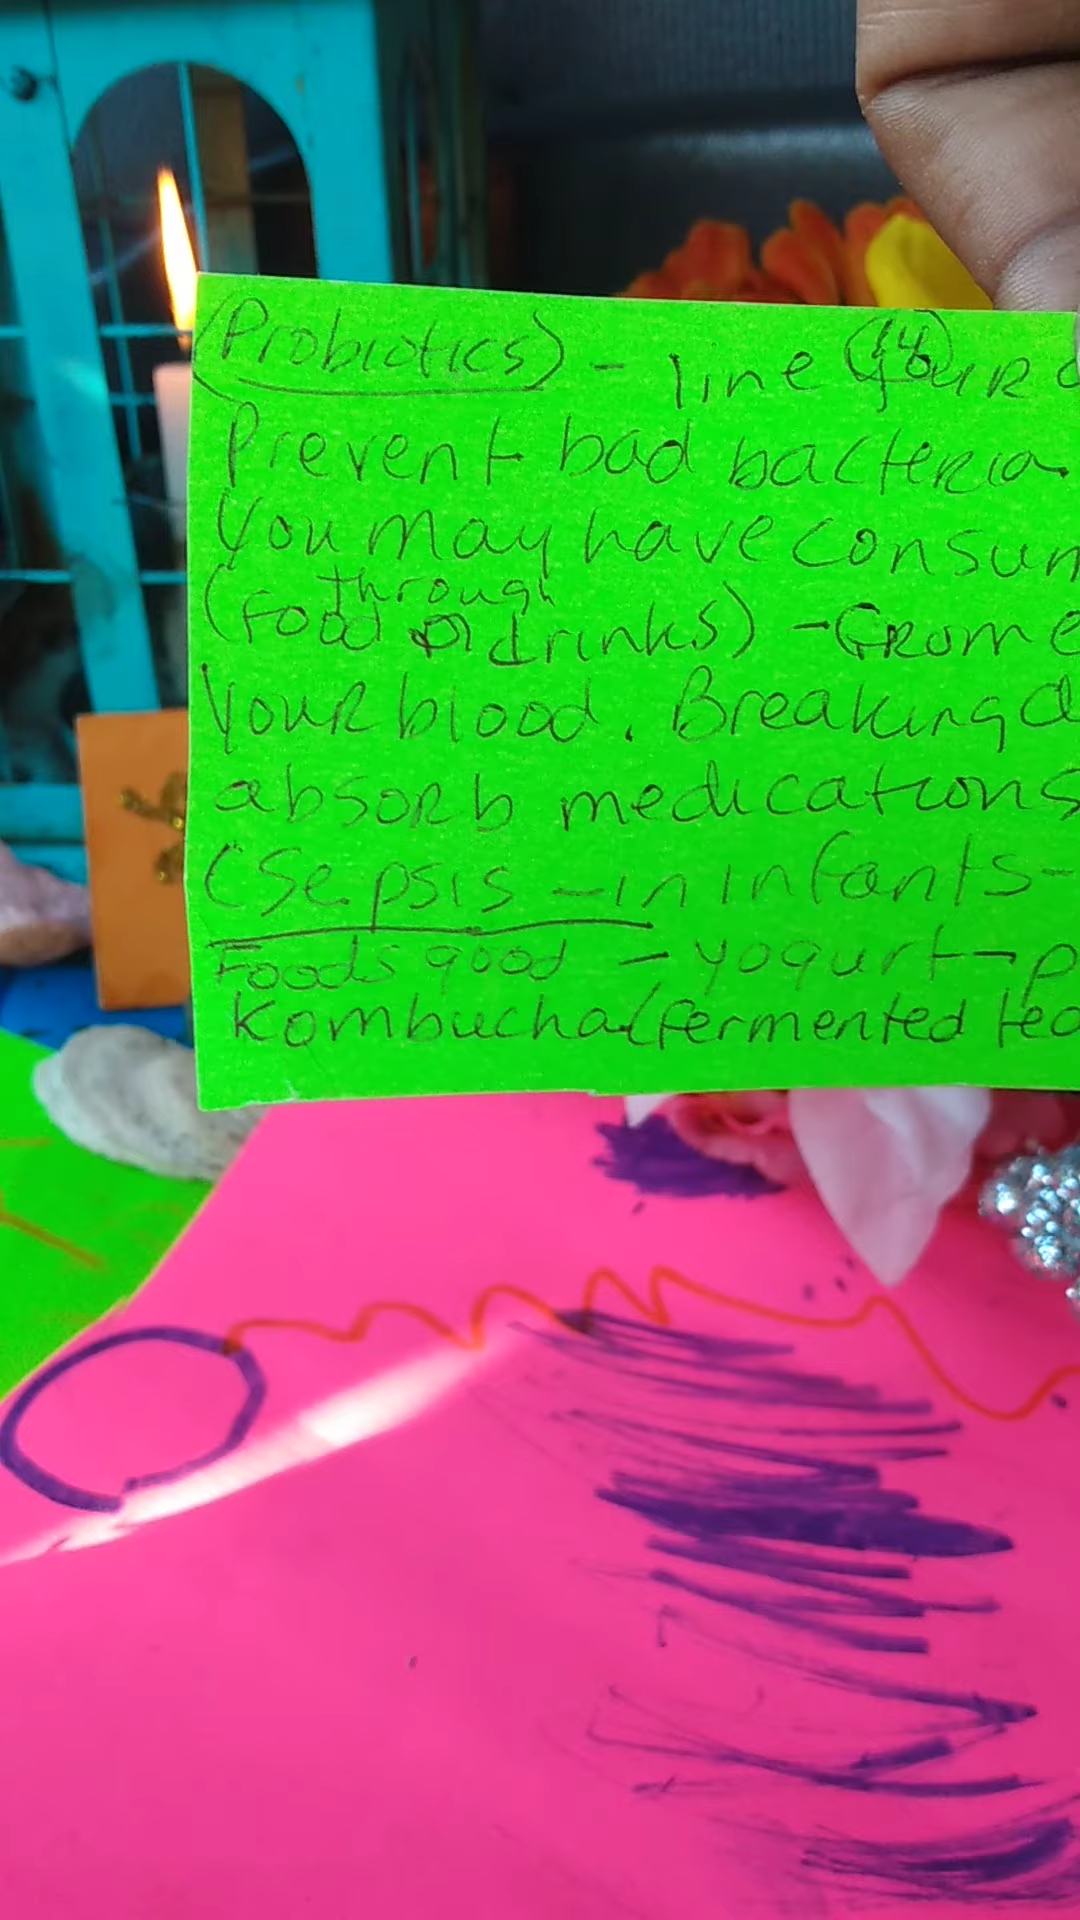 (Probiotics) - line your
Prevent bad bacteria
You may have consum
through
(food or drinks) - from e
Your blood. Breaking d
absorb medications
(Sepsis - in infants -
Foods good - yogurt - p
Kombucha (fermented tea